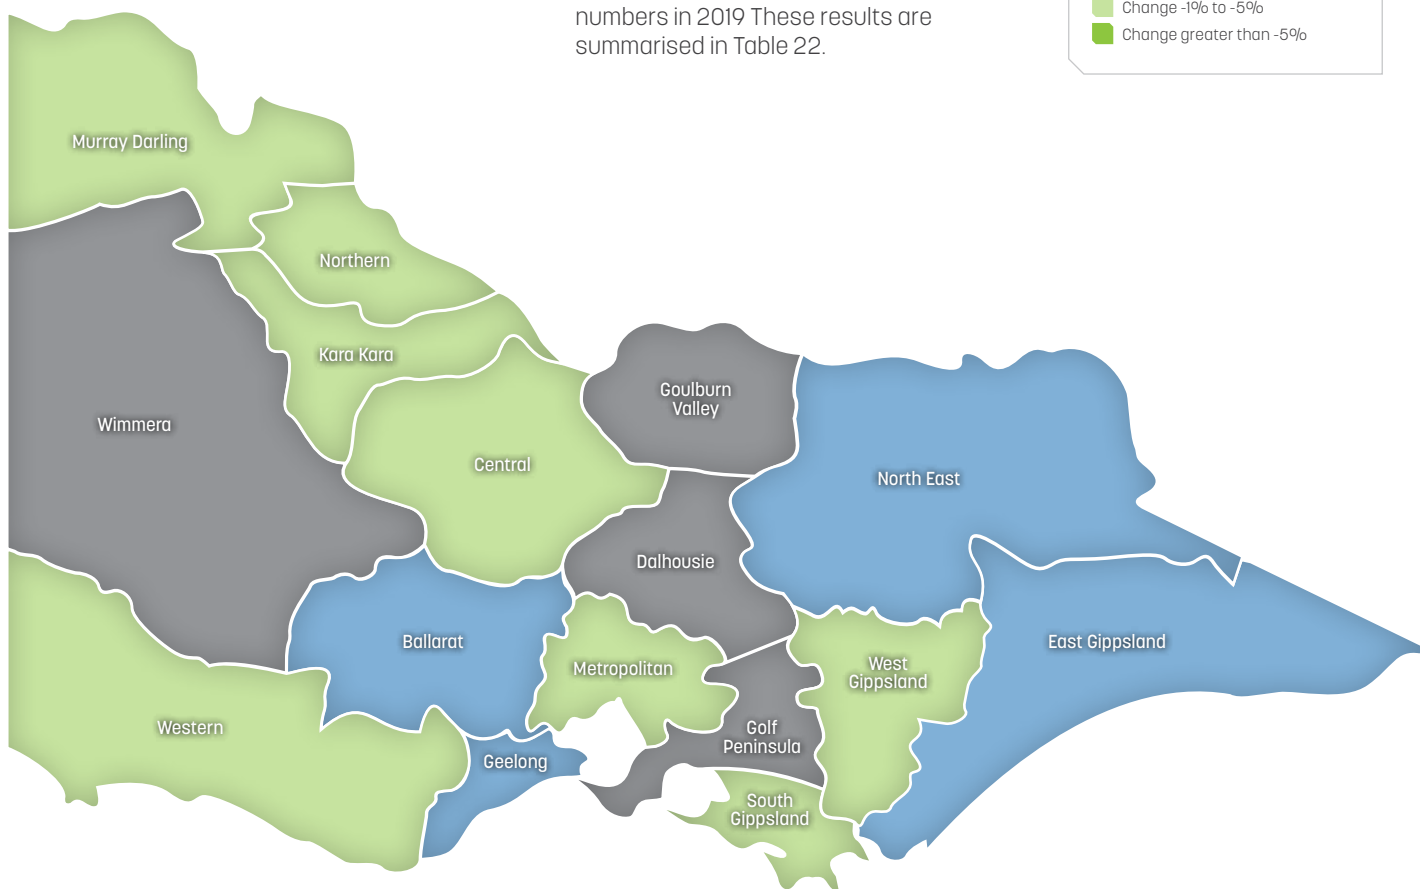 numbers in 2019 These results are
summarised in Table 22.
Change -1% to -5%
Change greater than -5%
Murray Darling
Northern
Kara Kara
Wimmera
Goulburn
Valley
Central
North East
Dalhousie
Ballarat
Metropolitan
West
Gippsland
East Gippsland
Western
Golf
Peninsula
Geelong
South
Gippsland